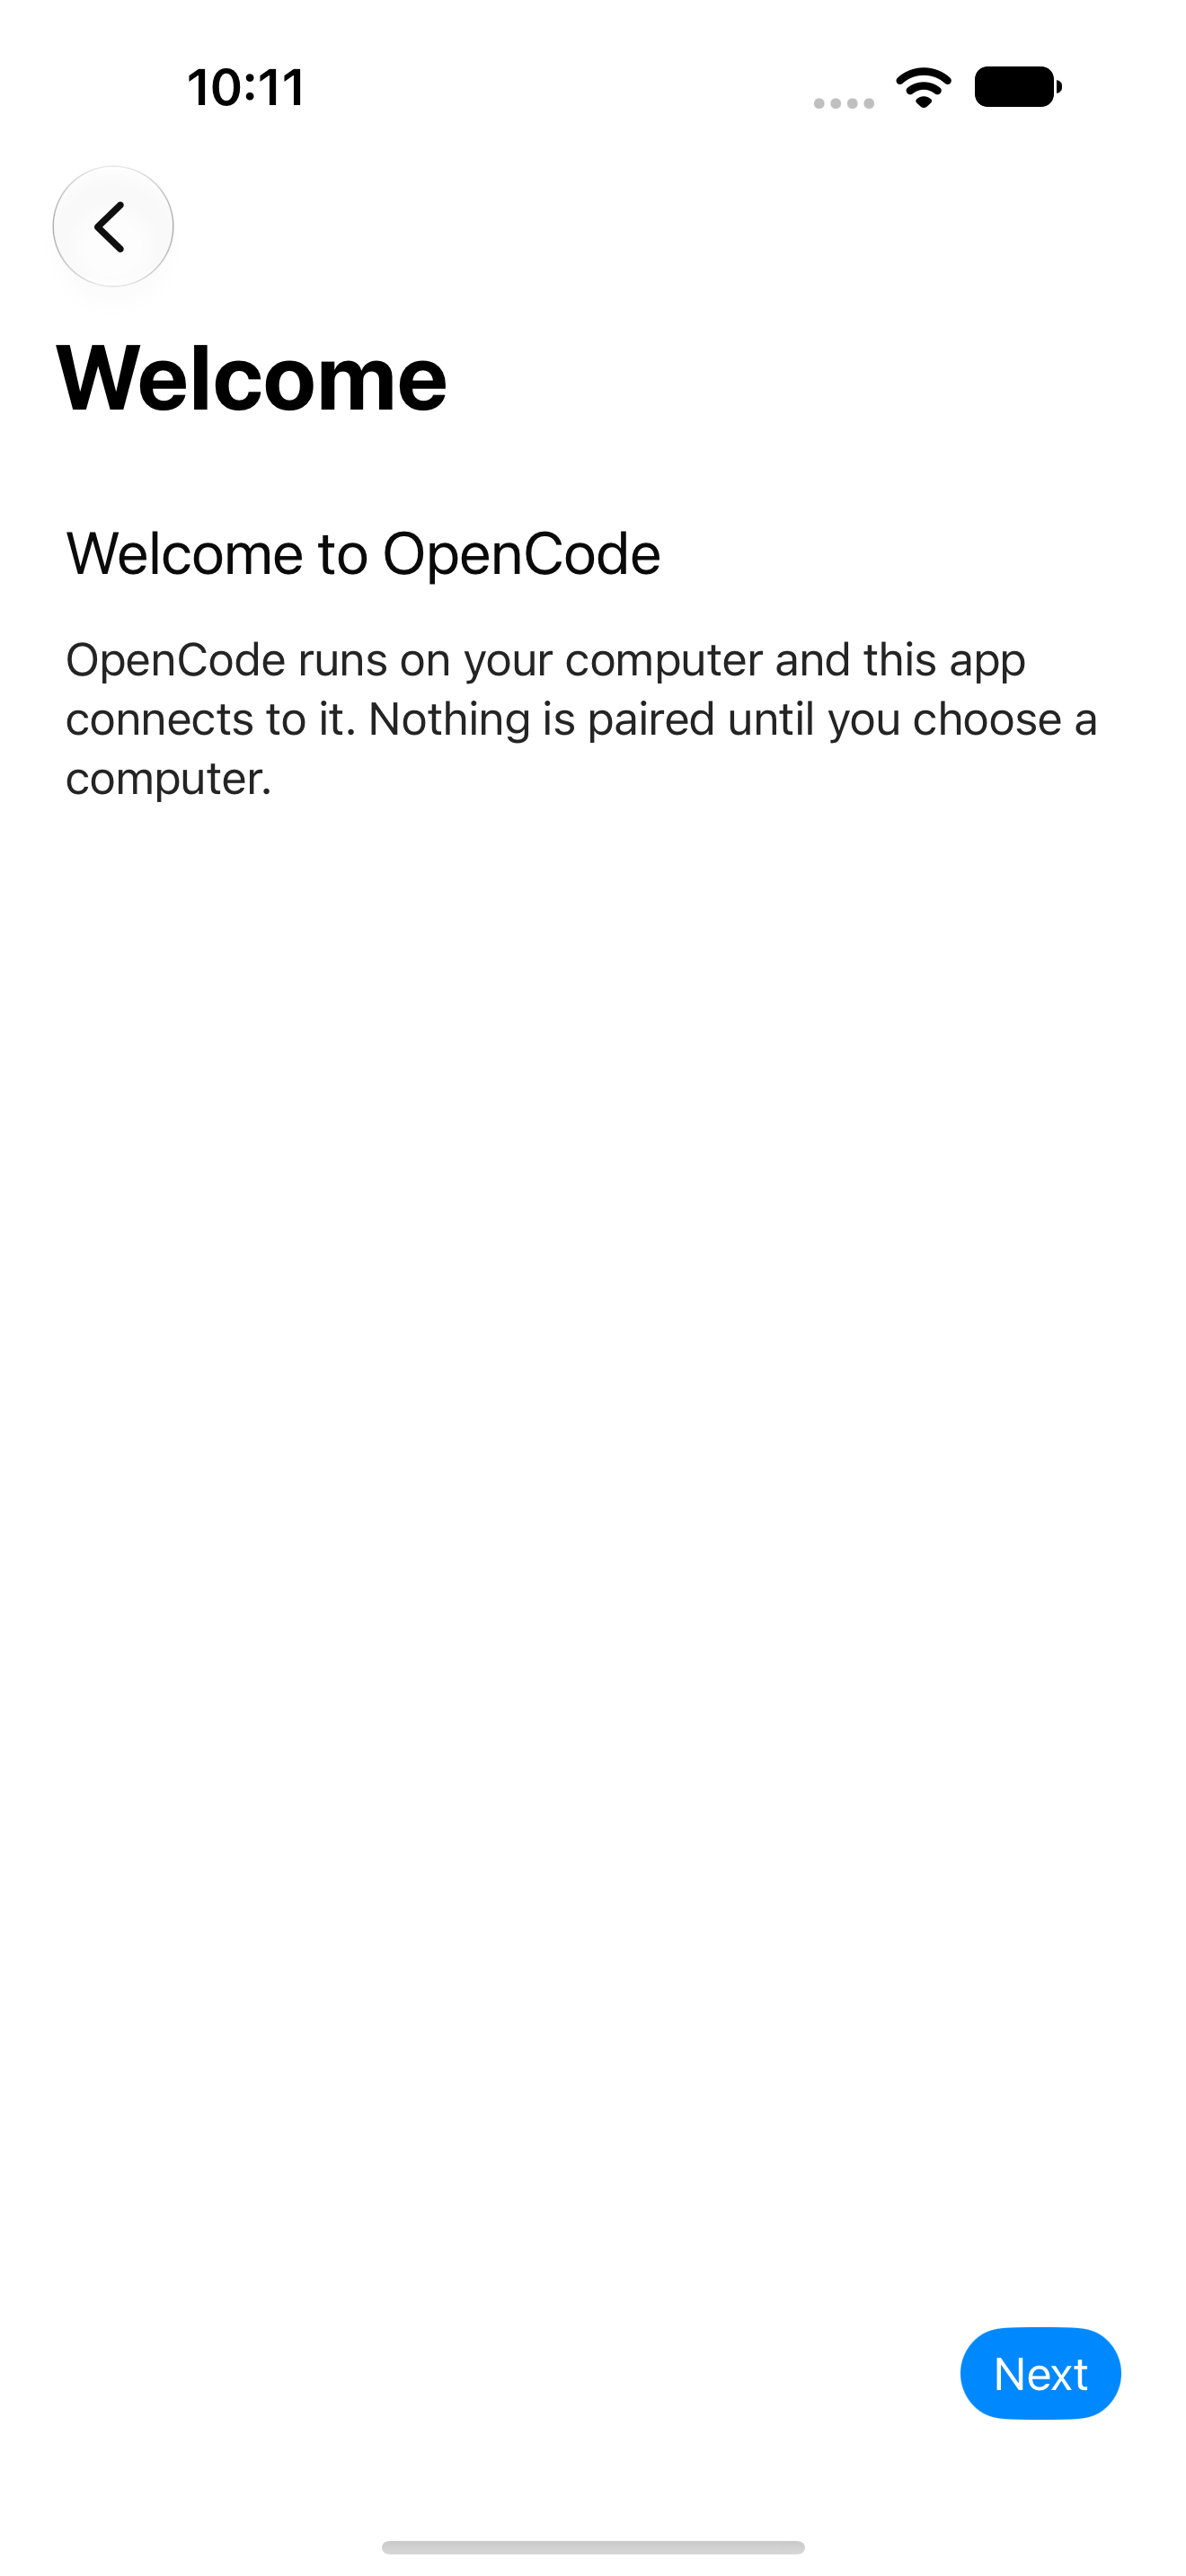 10:11
Welcome
Welcome to OpenCode
OpenCode runs on your computer and this app
connects to it. Nothing is paired until you choose a
computer.
Next